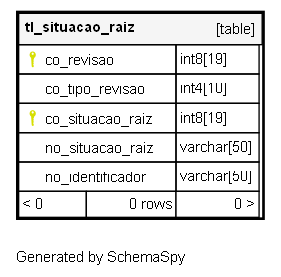 tl_situacao_raiz [table]
co_revisao int8[19]
co_tipo_revisao int4[10]
co_situacao_raiz int8[19]
no_situacao_raiz varchar[50]
no_identificador varchar[50]
< 0 0 rows 0 >
Generated by SchemaSpy